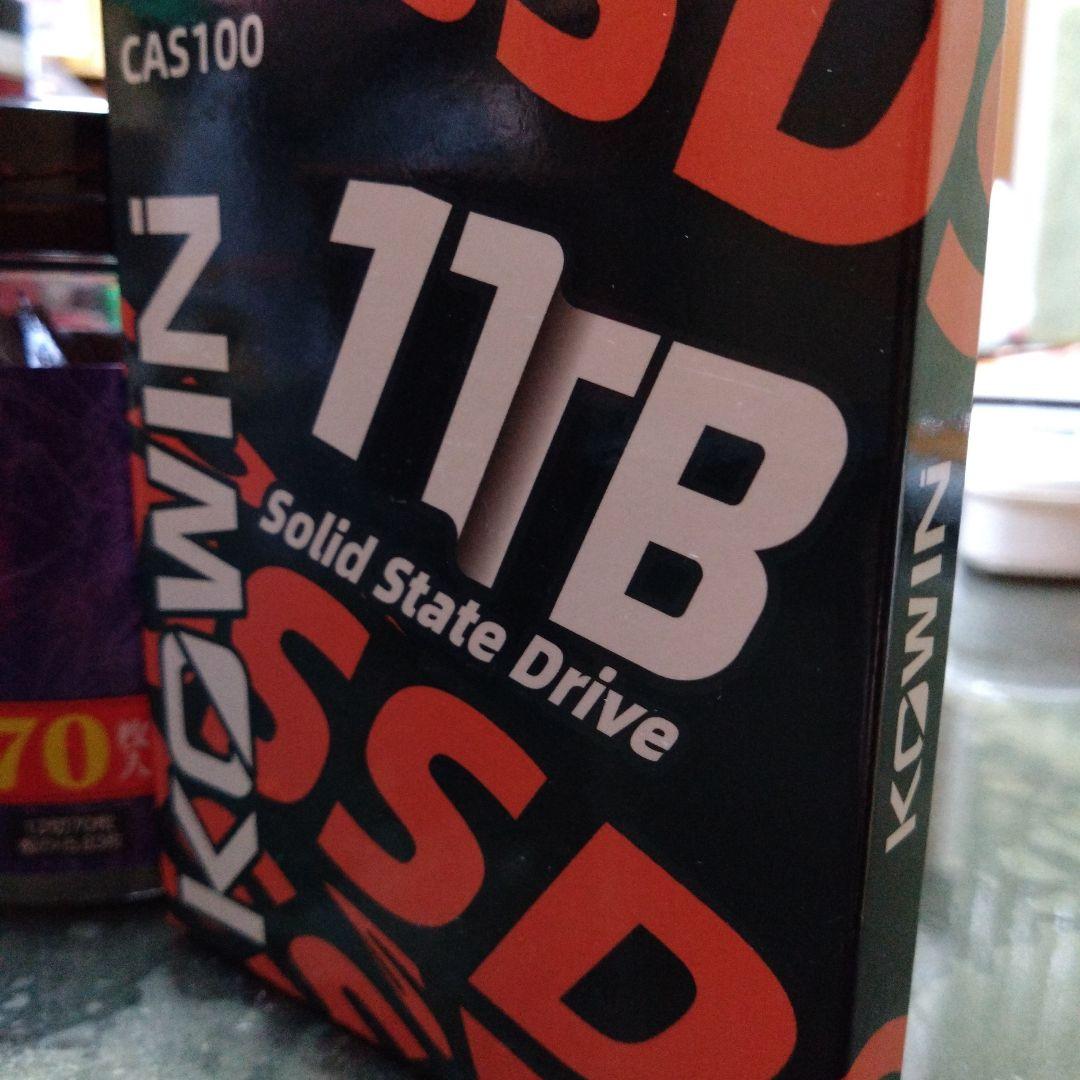 CAS100
SSD
KOWIN
1TB
Solid State Drive
SSD
KOWIN
70枚入